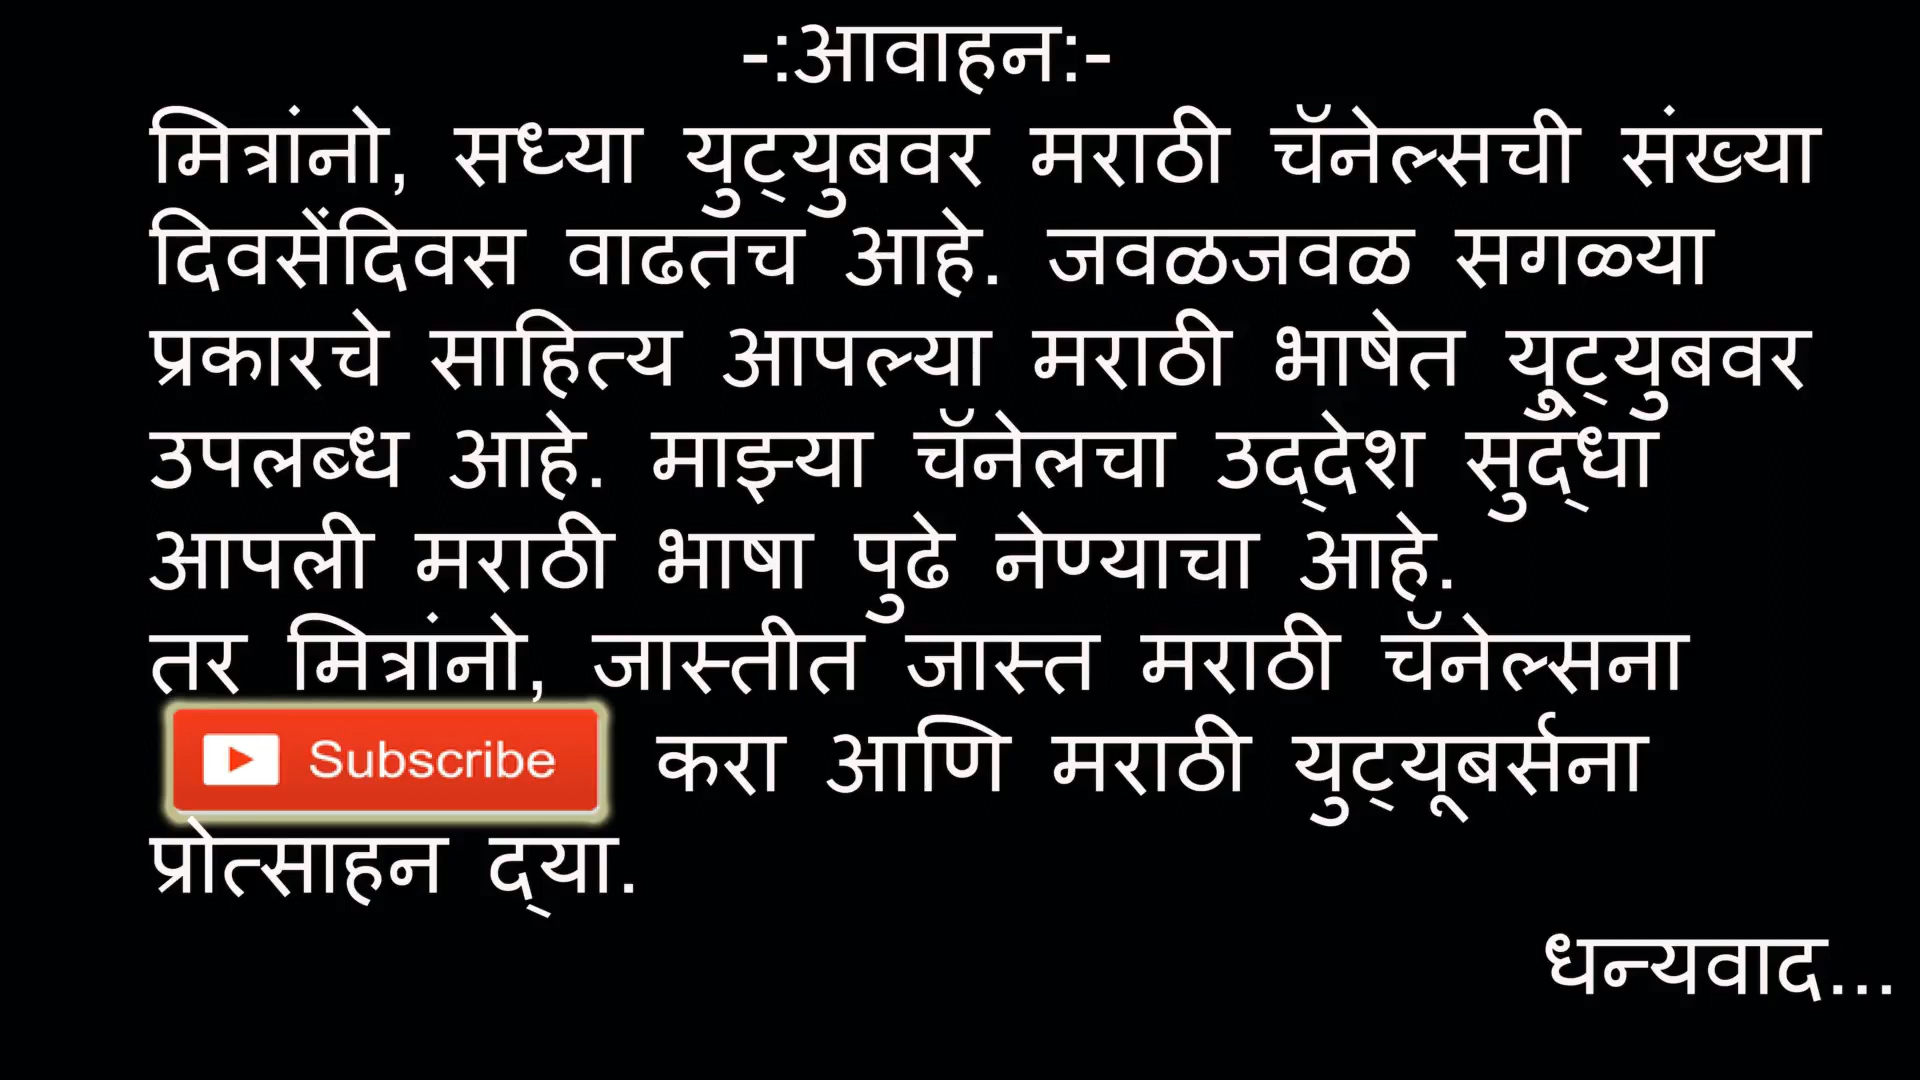 -:आवाहन:-
मित्रांनो, सध्या युट्युबवर मराठी चॅनेल्सची संख्या
दिवसेंदिवस वाढतच आहे. जवळजवळ सगळ्या
प्रकारचे साहित्य आपल्या मराठी भाषेत युू्ट्युबवर
उपलब्ध आहे. माझ्या चॅनेलचा उद्देश सुद्धा
आपली मराठी भाषा पुढे नेण्याचा आहे.
तर मित्रांनो, जास्तीत जास्त मराठी चॅनेल्सना
Subscribe करा आणि मराठी युट्यूबर्सना
प्रोत्साहन द्या.
धन्यवाद...